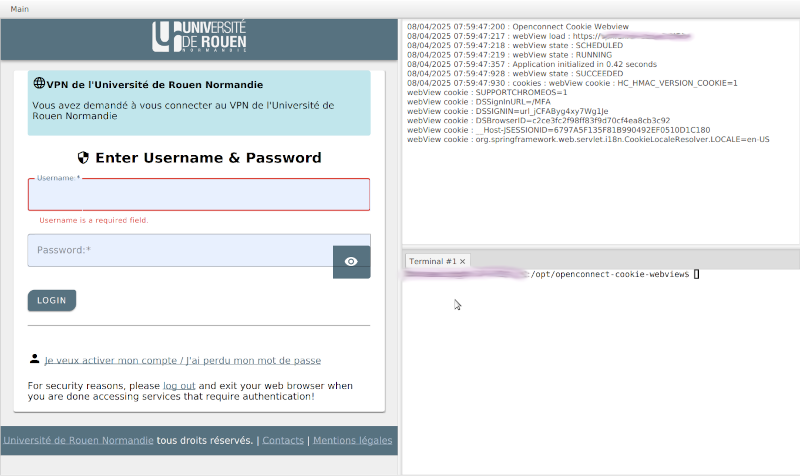 Main
UNIVERSITÉ
DE ROUEN
NORMANDIE
VPN de l'Université de Rouen Normandie
Vous avez demandé à vous connecter au VPN de l'Université de
Rouen Normandie
Enter Username & Password
Username:*
Username is a required field.
Password:*
LOGIN
Je veux activer mon compte / J'ai perdu mon mot de passe
For security reasons, please log out and exit your web browser when
you are done accessing services that require authentication!
Université de Rouen Normandie tous droits réservés. | Contacts | Mentions légales
08/04/2025 07:59:47:200 : Openconnect Cookie Webview
08/04/2025 07:59:47:217 : webView load : https:/
08/04/2025 07:59:47:218 : webView state : SCHEDULED
08/04/2025 07:59:47:219 : webView state : RUNNING
08/04/2025 07:59:47:357 : Application initialized in 0.42 seconds
08/04/2025 07:59:47:928 : webView state : SUCCEEDED
08/04/2025 07:59:47:930 : cookies : webView cookie : HC_HMAC_VERSION_COOKIE=1
webView cookie : SUPPORTCHROMEOS=1
webView cookie : DSSignInURL=/MFA
webView cookie : DSSIGNIN=url_jCFAByg4xy7Wg1Je
webView cookie : DSBrowserID=c2ce3fc2f98ff83f9d70cf4ea8cb3c92
webView cookie : __Host-JSESSIONID=6797A5F135F81B990492EF0510D1C180
webView cookie : org.springframework.web.servlet.i18n.CookieLocaleResolver.LOCALE=en-US
Terminal #1 ×
:/opt/openconnect-cookie-webview$